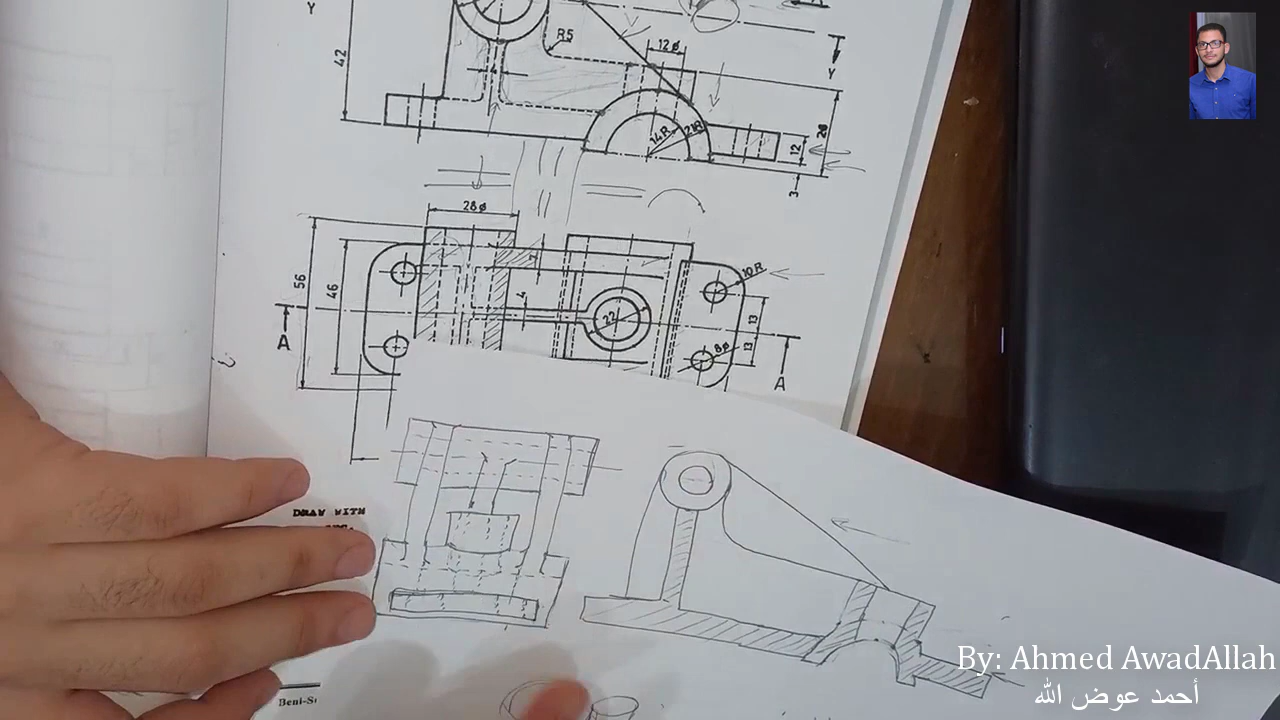 Y
42
R5
12ø
Y
14R
21R
12
28
3
28ø
56
46
4
22
10R
13
13
8ø
A
A
DRAW WITH
Beni-S
By: Ahmed AwadAllah
أحمد عوض الله